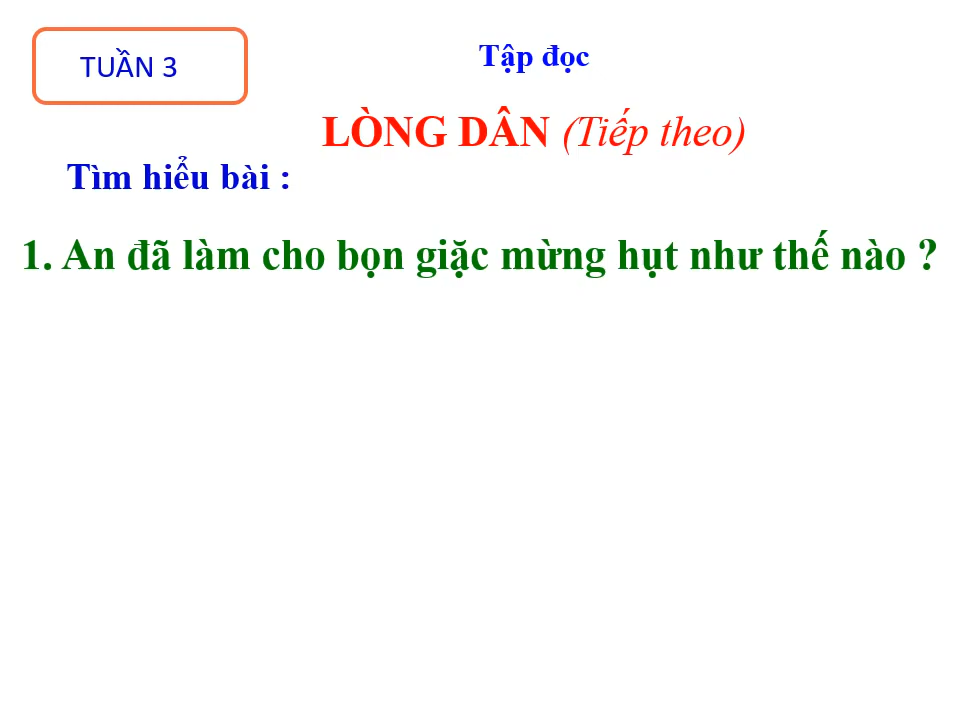 TUẦN 3
Tập đọc
LÒNG DÂN (Tiếp theo)
Tìm hiểu bài :
1. An đã làm cho bọn giặc mừng hụt như thế nào ?